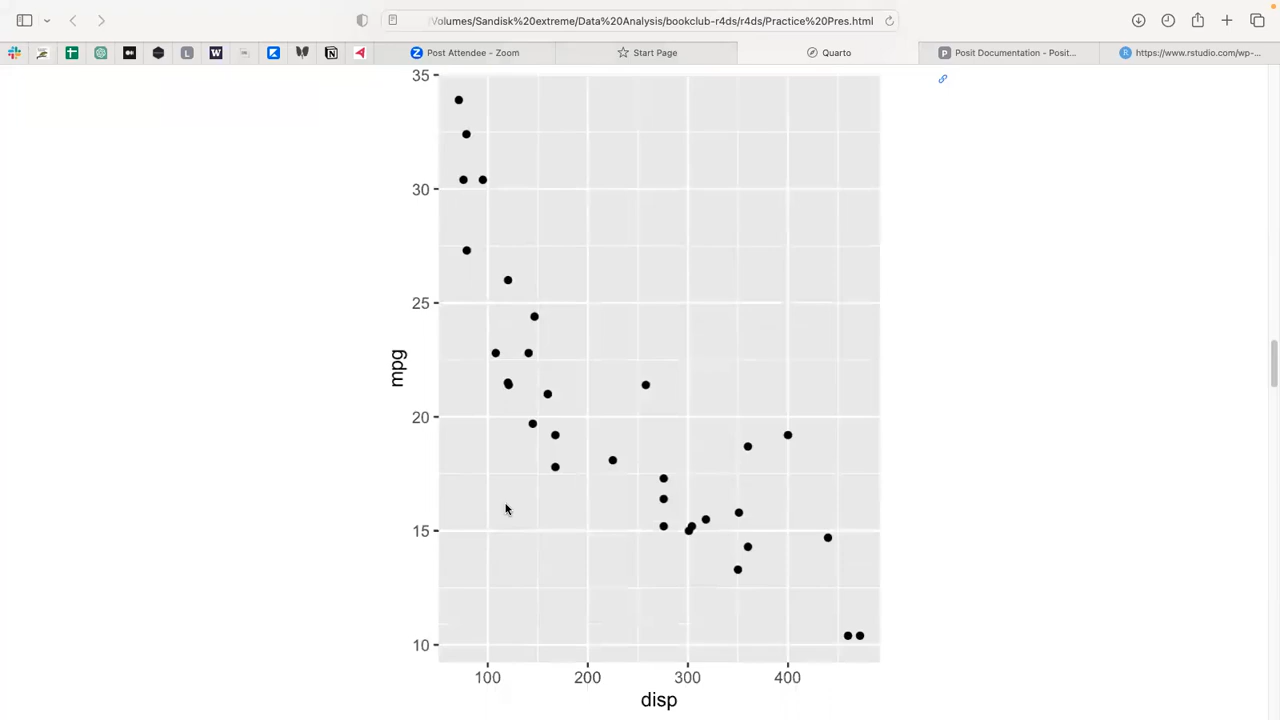 /Volumes/Sandisk%20extreme/Data%20Analysis/bookclub-r4ds/r4ds/Practice%20Pres.html
Post Attendee - Zoom
Start Page
Quarto
Posit Documentation - Posit...
https://www.rstudio.com/wp-...
35
30
25
mpg
20
15
10
100 200 300 400
disp